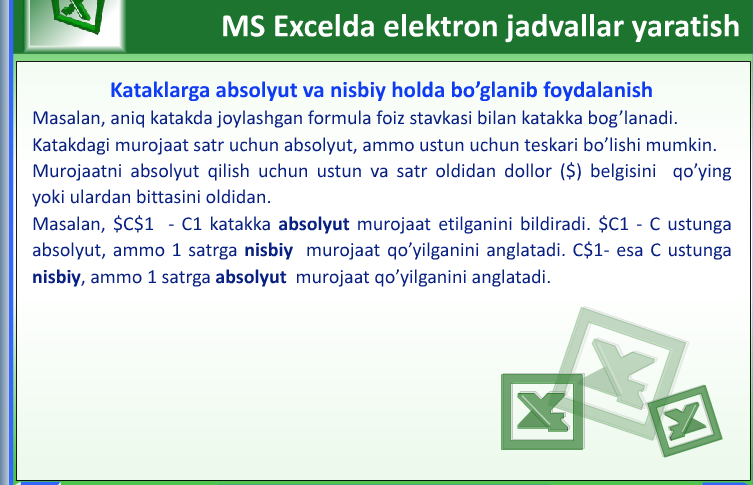 MS Excelda elektron jadvallar yaratish
Kataklarga absolyut va nisbiy holda bo’glanib foydalanish
Masalan, aniq katakda joylashgan formula foiz stavkasi bilan katakka bog’lanadi.
Katakdagi murojaat satr uchun absolyut, ammo ustun uchun teskari bo’lishi mumkin.
Murojaatni absolyut qilish uchun ustun va satr oldidan dollor ($) belgisini qo’ying
yoki ulardan bittasini oldidan.
Masalan, $C$1 - C1 katakka absolyut murojaat etilganini bildiradi. $C1 - C ustunga
absolyut, ammo 1 satrga nisbiy murojaat qo’yilganini anglatadi. C$1- esa C ustunga
nisbiy, ammo 1 satrga absolyut murojaat qo’yilganini anglatadi.